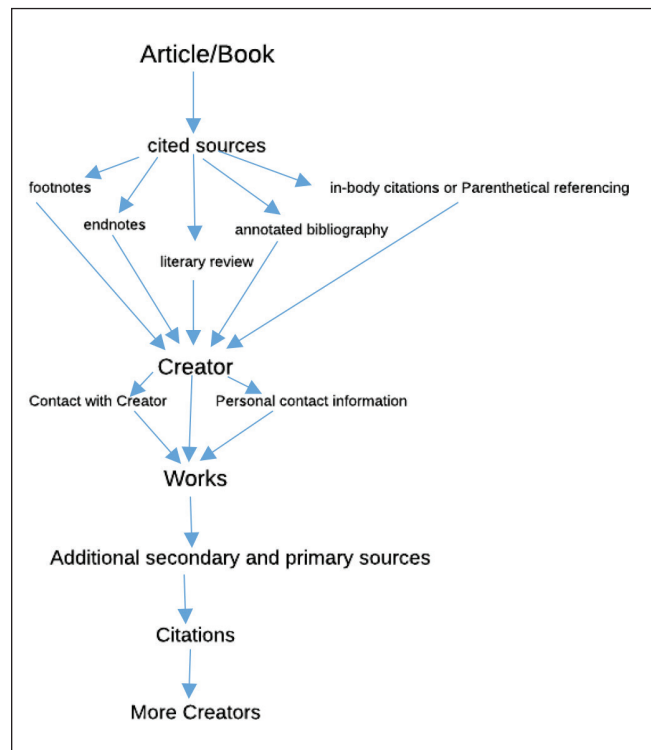 Article/Book
cited sources
footnotes
in-body citations or Parenthetical referencing
endnotes
annotated bibliography
literary review
Creator
Contact with Creator
Personal contact information
Works
Additional secondary and primary sources
Citations
More Creators